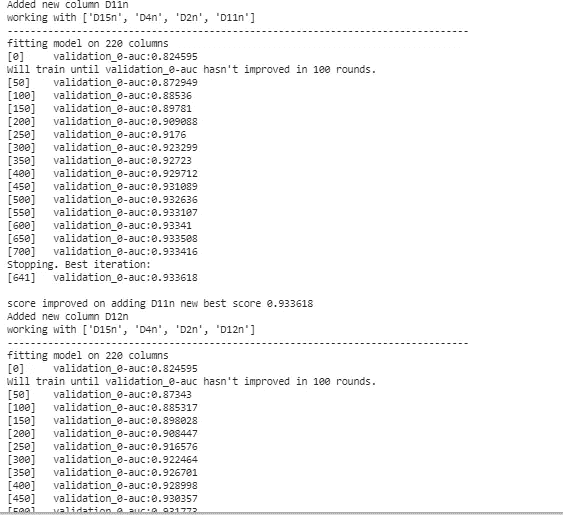 Added new column D11n
working with ['D15n', 'D4n', 'D2n', 'D11n']
--------------------------------------------------------------------------------
fitting model on 220 columns
[0] validation_0-auc:0.824595
Will train until validation_0-auc hasn't improved in 100 rounds.
[50] validation_0-auc:0.872949
[100] validation_0-auc:0.88536
[150] validation_0-auc:0.89781
[200] validation_0-auc:0.909088
[250] validation_0-auc:0.9176
[300] validation_0-auc:0.923299
[350] validation_0-auc:0.92723
[400] validation_0-auc:0.929712
[450] validation_0-auc:0.931089
[500] validation_0-auc:0.932636
[550] validation_0-auc:0.933107
[600] validation_0-auc:0.93341
[650] validation_0-auc:0.933508
[700] validation_0-auc:0.933416
Stopping. Best iteration:
[641] validation_0-auc:0.933618
score improved on adding D11n new best score 0.933618
Added new column D12n
working with ['D15n', 'D4n', 'D2n', 'D12n']
--------------------------------------------------------------------------------
fitting model on 220 columns
[0] validation_0-auc:0.824595
Will train until validation_0-auc hasn't improved in 100 rounds.
[50] validation_0-auc:0.87343
[100] validation_0-auc:0.885317
[150] validation_0-auc:0.898028
[200] validation_0-auc:0.908447
[250] validation_0-auc:0.916576
[300] validation_0-auc:0.922464
[350] validation_0-auc:0.926701
[400] validation_0-auc:0.928998
[450] validation_0-auc:0.930357
[500] validation_0-auc:0.931773